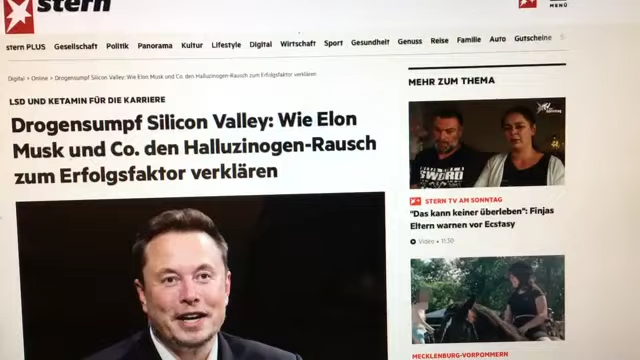 stern
MENÜ
stern PLUS Gesellschaft Politik Panorama Kultur Lifestyle Digital Wirtschaft Sport Gesundheit Genuss Reise Familie Auto Gutscheine S
Digital > Online > Drogensumpf Silicon Valley: Wie Elon Musk und Co. den Halluzinogen-Rausch zum Erfolgsfaktor verklären
LSD UND KETAMIN FÜR DIE KARRIERE
Drogensumpf Silicon Valley: Wie Elon
Musk und Co. den Halluzinogen-Rausch
zum Erfolgsfaktor verklären
MEHR ZUM THEMA
SWORD
STERN TV AM SONNTAG
"Das kann keiner überleben": Finjas
Eltern warnen vor Ecstasy
Video • 11:30
MECKLENBURG-VORPOMMERN